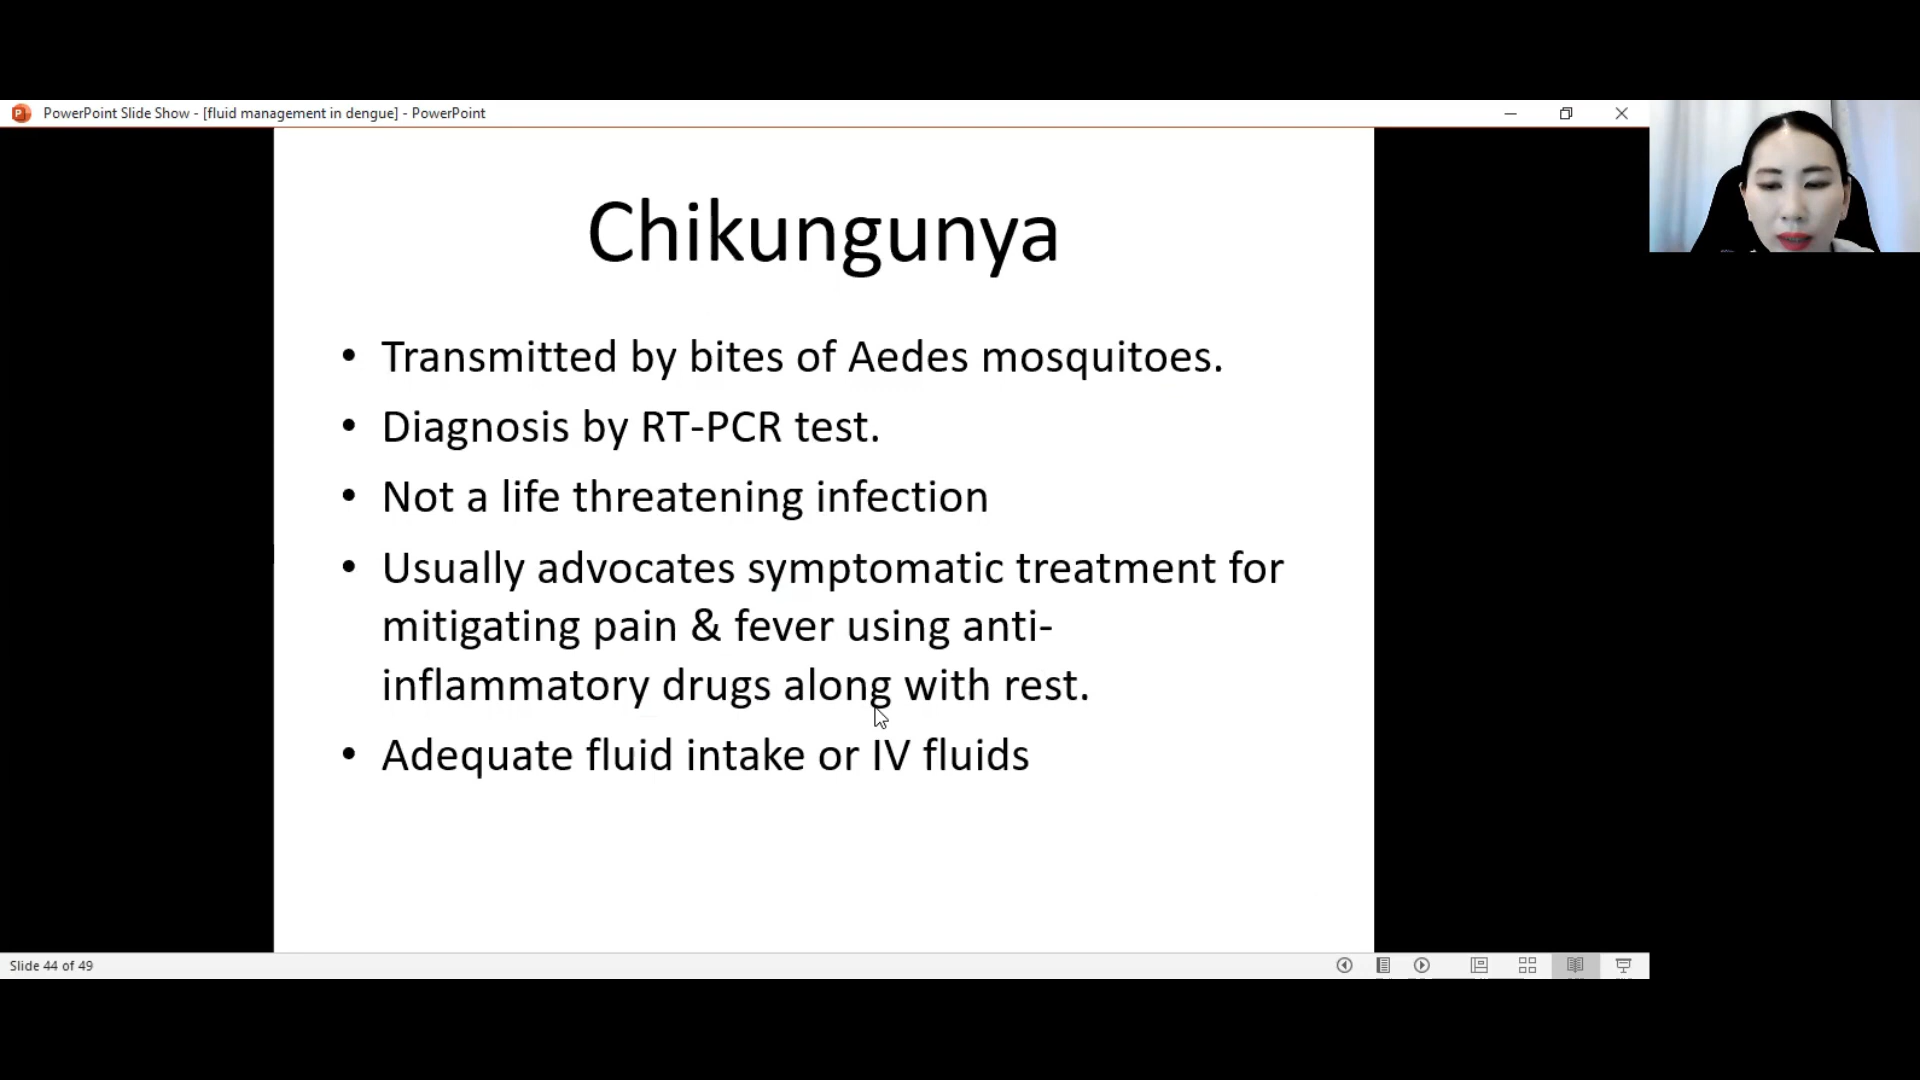 PowerPoint Slide Show - [fluid management in dengue] - PowerPoint
Chikungunya
• Transmitted by bites of Aedes mosquitoes.
• Diagnosis by RT-PCR test.
• Not a life threatening infection
• Usually advocates symptomatic treatment for
mitigating pain & fever using anti-
inflammatory drugs along with rest.
• Adequate fluid intake or IV fluids
Slide 44 of 49